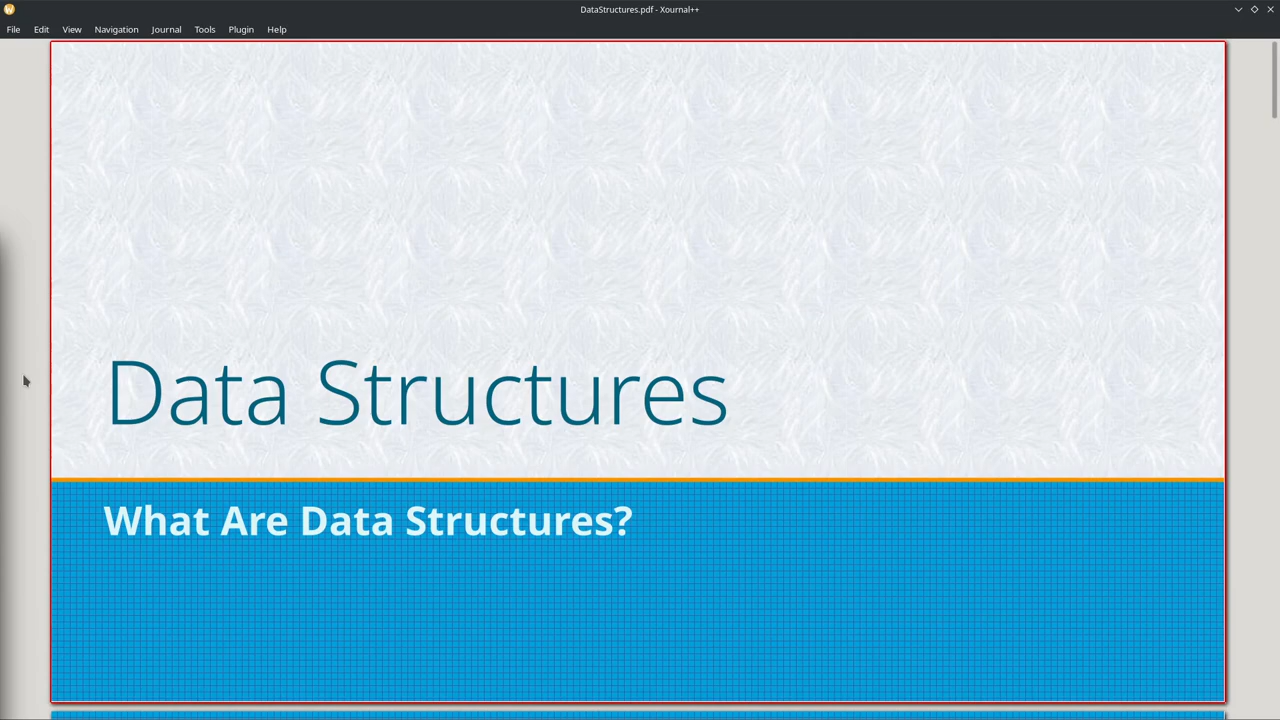 DataStructures.pdf - Xournal++
File Edit View Navigation Journal Tools Plugin Help
Data Structures
What Are Data Structures?